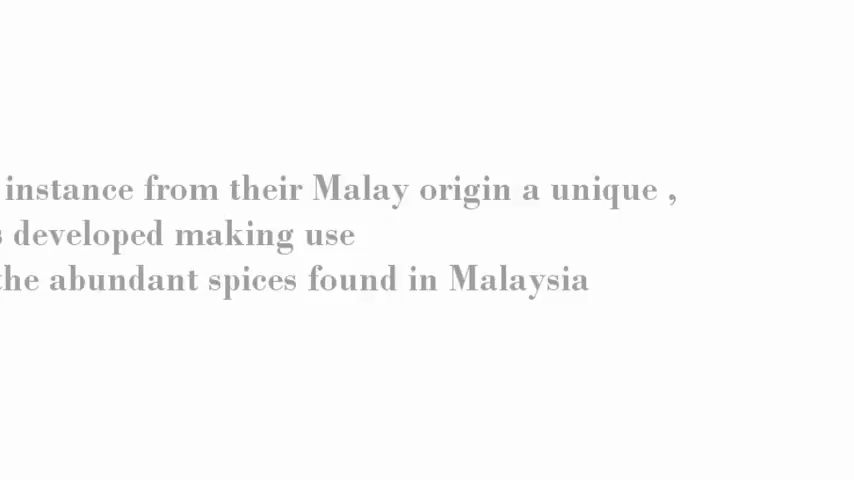 instance from their Malay origin a unique ,
developed making use
the abundant spices found in Malaysia